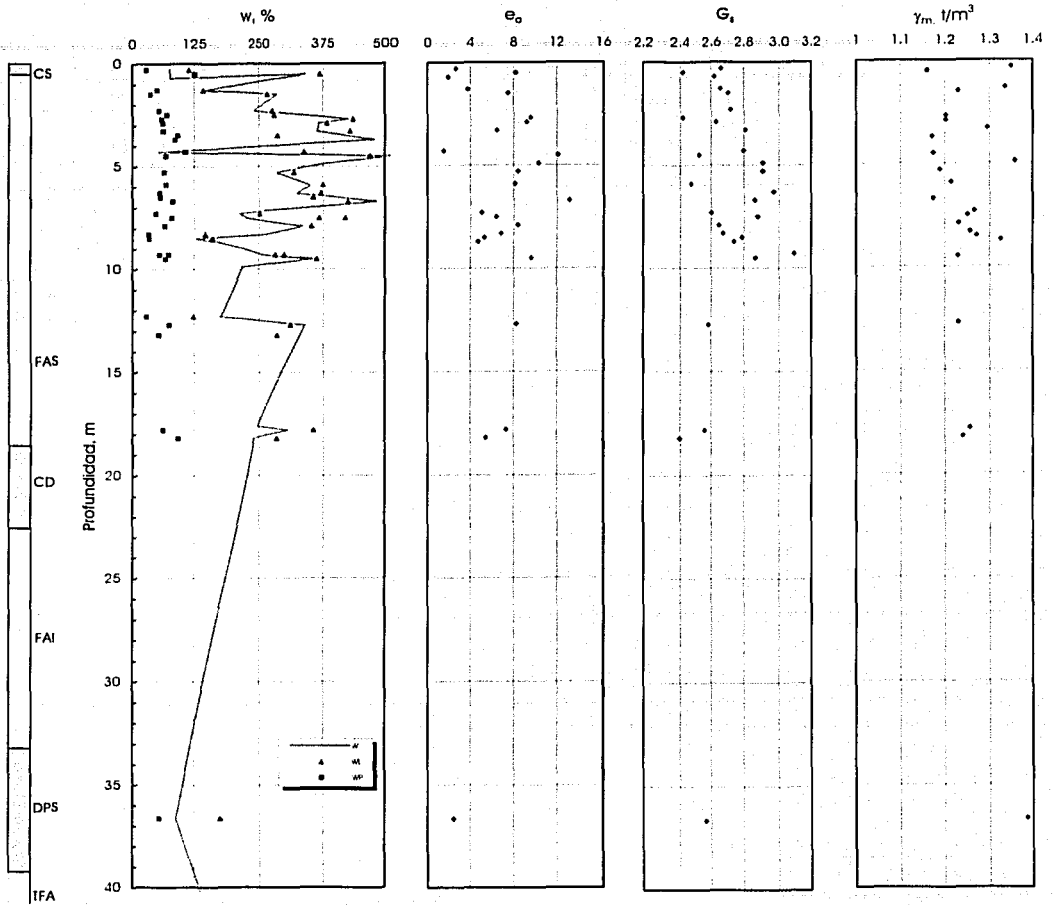 w, %
0 125 250 375 500
e₀
0 4 8 12 16
Gₛ
2.2 2.4 2.6 2.8 3.0 3.2
γₘ, t/m³
1 1.1 1.2 1.3 1.4
Profundidad, m
0
5
10
15
20
25
30
35
40
CS
FAS
CD
FAI
DPS
TFA
W
WL
WP